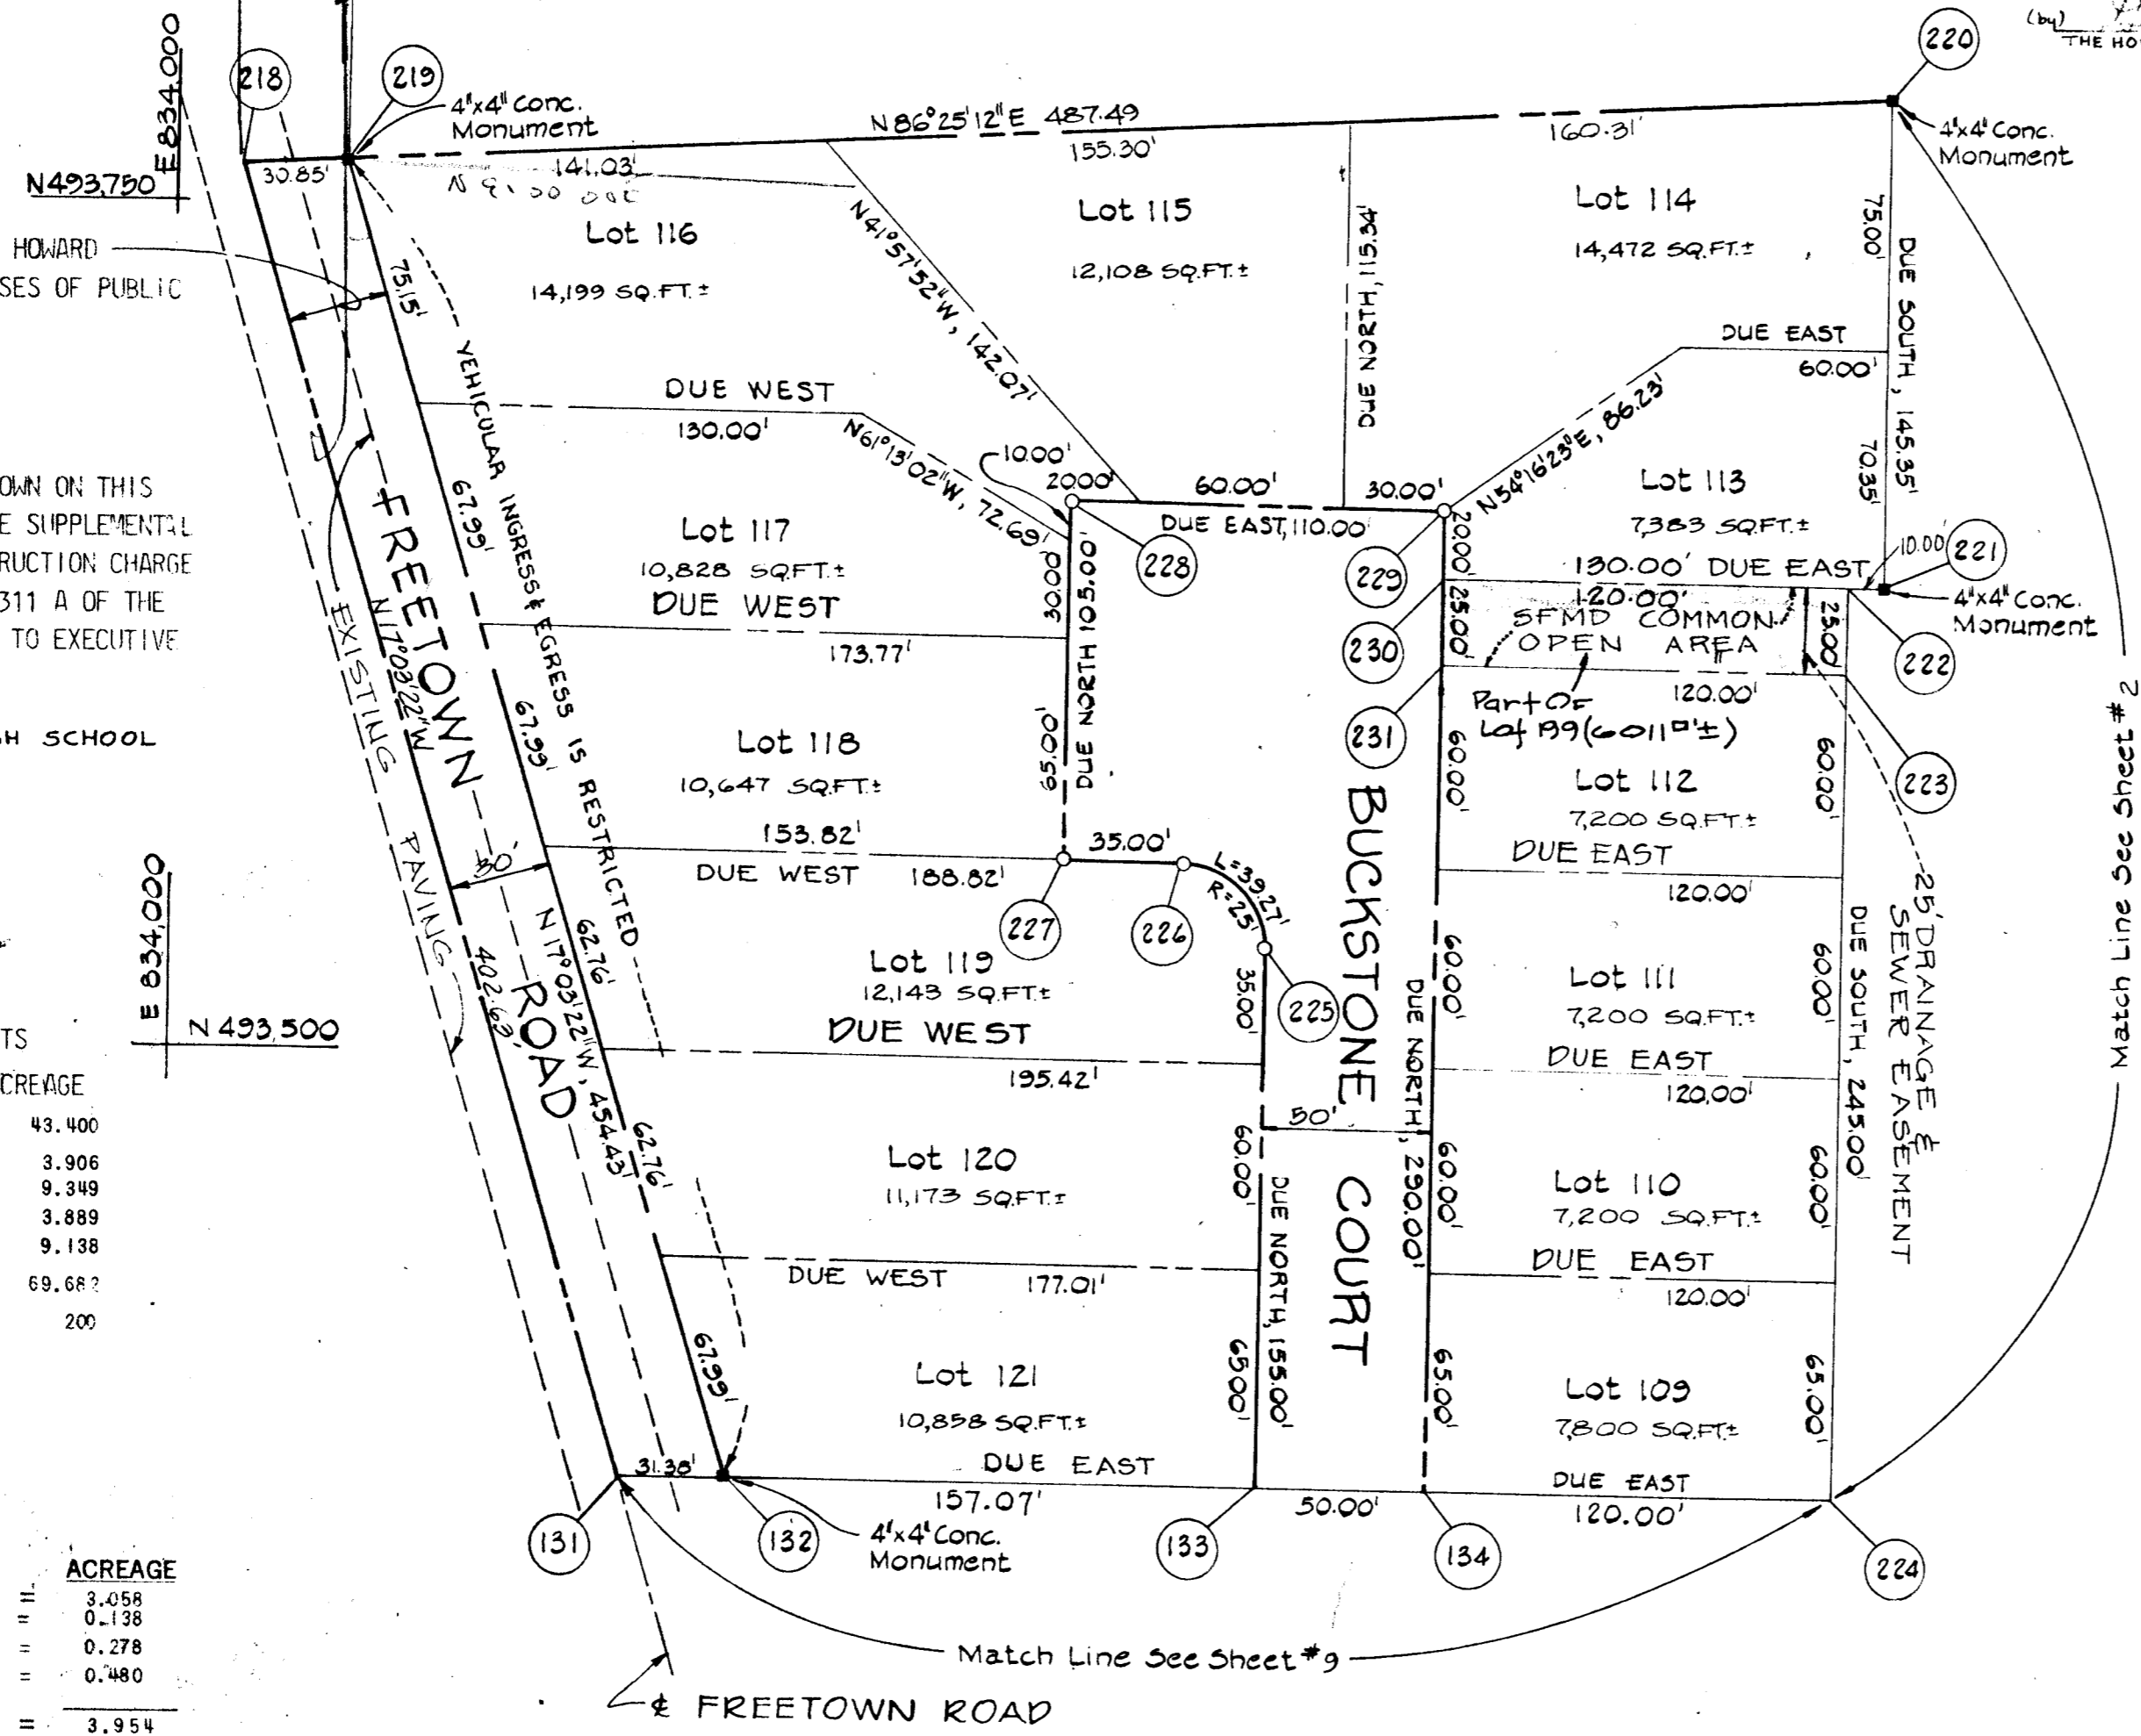 (by)
THE HO
220
218
219
E 834,000
N493,750
4"x4" Conc.
Monument
N86°25'12"E 487.49
30.85'
141.03'
155.30'
160.31'
4"x4" Conc.
Monument
Lot 116
14,199 SQ.FT.±
Lot 115
12,108 SQ.FT.±
Lot 114
14,472 SQ.FT.±
N41°57'52"W, 142.07'
DUE NORTH, 115.34'
75.00'
DUE SOUTH, 145.35'
70.35'
HOWARD
SES OF PUBLIC
75.15'
VEHICULAR INGRESS & EGRESS IS RESTRICTED
DUE WEST
130.00'
N61°13'02"W, 72.69'
10.00'
20.00'
60.00'
30.00'
DUE EAST, 110.00'
DUE EAST
60.00'
N54°16'23"E, 86.23'
Lot 113
7,383 SQ.FT.±
OWN ON THIS
E SUPPLEMENTAL
RUCTION CHARGE
311 A OF THE
TO EXECUTIVE
GH SCHOOL
67.99'
Lot 117
10,828 SQ.FT.±
DUE WEST
173.77'
30.00'
DUE NORTH 105.00'
228
229
20.00'
130.00' DUE EAST
10.00'
221
120.00'
SFMD COMMON
OPEN AREA
25.00'
25.00'
4"x4" Conc.
Monument
230
222
120.00'
Part Of
Lot 199 (6011□'±)
231
223
FREETOWN ROAD
EXISTING PAVING
N17°03'22"W
402.63'
30'
67.99'
Lot 118
10,647 SQ.FT.±
65.00'
153.82'
35.00'
DUE WEST 188.82'
L=39.27'
R=25'
227
226
225
BUCKSTONE COURT
60.00'
Lot 112
7,200 SQ.FT.±
60.00'
DUE EAST
120.00'
25' DRAINAGE &
SEWER EASEMENT
Match Line See Sheet #2
E 834,000
N 493,500
N17°03'22"W, 454.43'
62.76'
Lot 119
12,143 SQ.FT.±
DUE WEST
195.42'
35.00'
60.00'
DUE NORTH, 290.00'
Lot 111
7,200 SQ.FT.±
60.00'
DUE SOUTH, 245.00'
DUE EAST
120.00'
50'
TS
CREAGE
43.400
3.906
9.349
3.889
9.138
69.682
200
62.76'
Lot 120
11,173 SQ.FT.±
60.00'
DUE WEST 177.01'
DUE NORTH, 155.00'
60.00'
Lot 110
7,200 SQ.FT.±
60.00'
DUE EAST
120.00'
67.99'
Lot 121
10,858 SQ.FT.±
65.00'
65.00'
Lot 109
7,800 SQ.FT.±
65.00'
31.38'
DUE EAST
157.07'
50.00'
DUE EAST
120.00'
131
132
4"x4" Conc.
Monument
133
134
224
ACREAGE
= 3.058
= 0.138
= 0.278
= 0.480
= 3.954
Match Line See Sheet #9
℄ FREETOWN ROAD